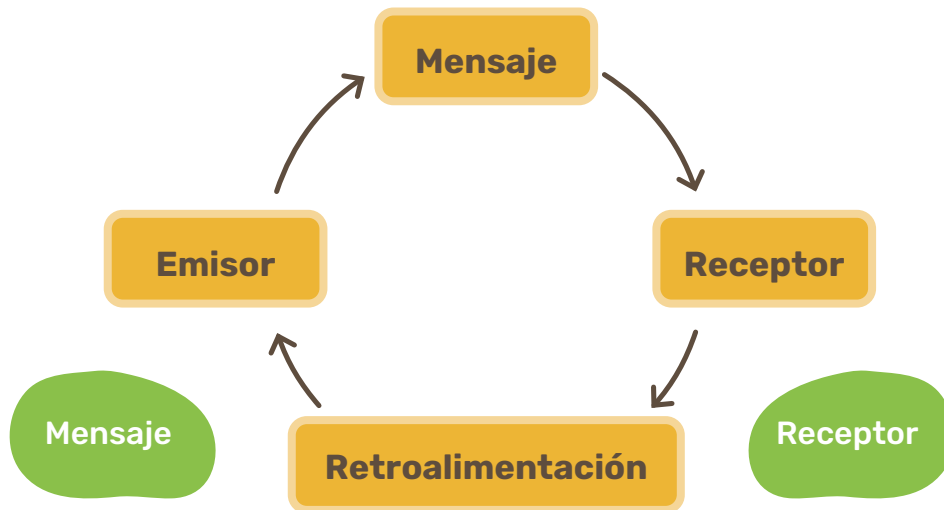 Mensaje
Emisor
Receptor
Mensaje
Receptor
Retroalimentación